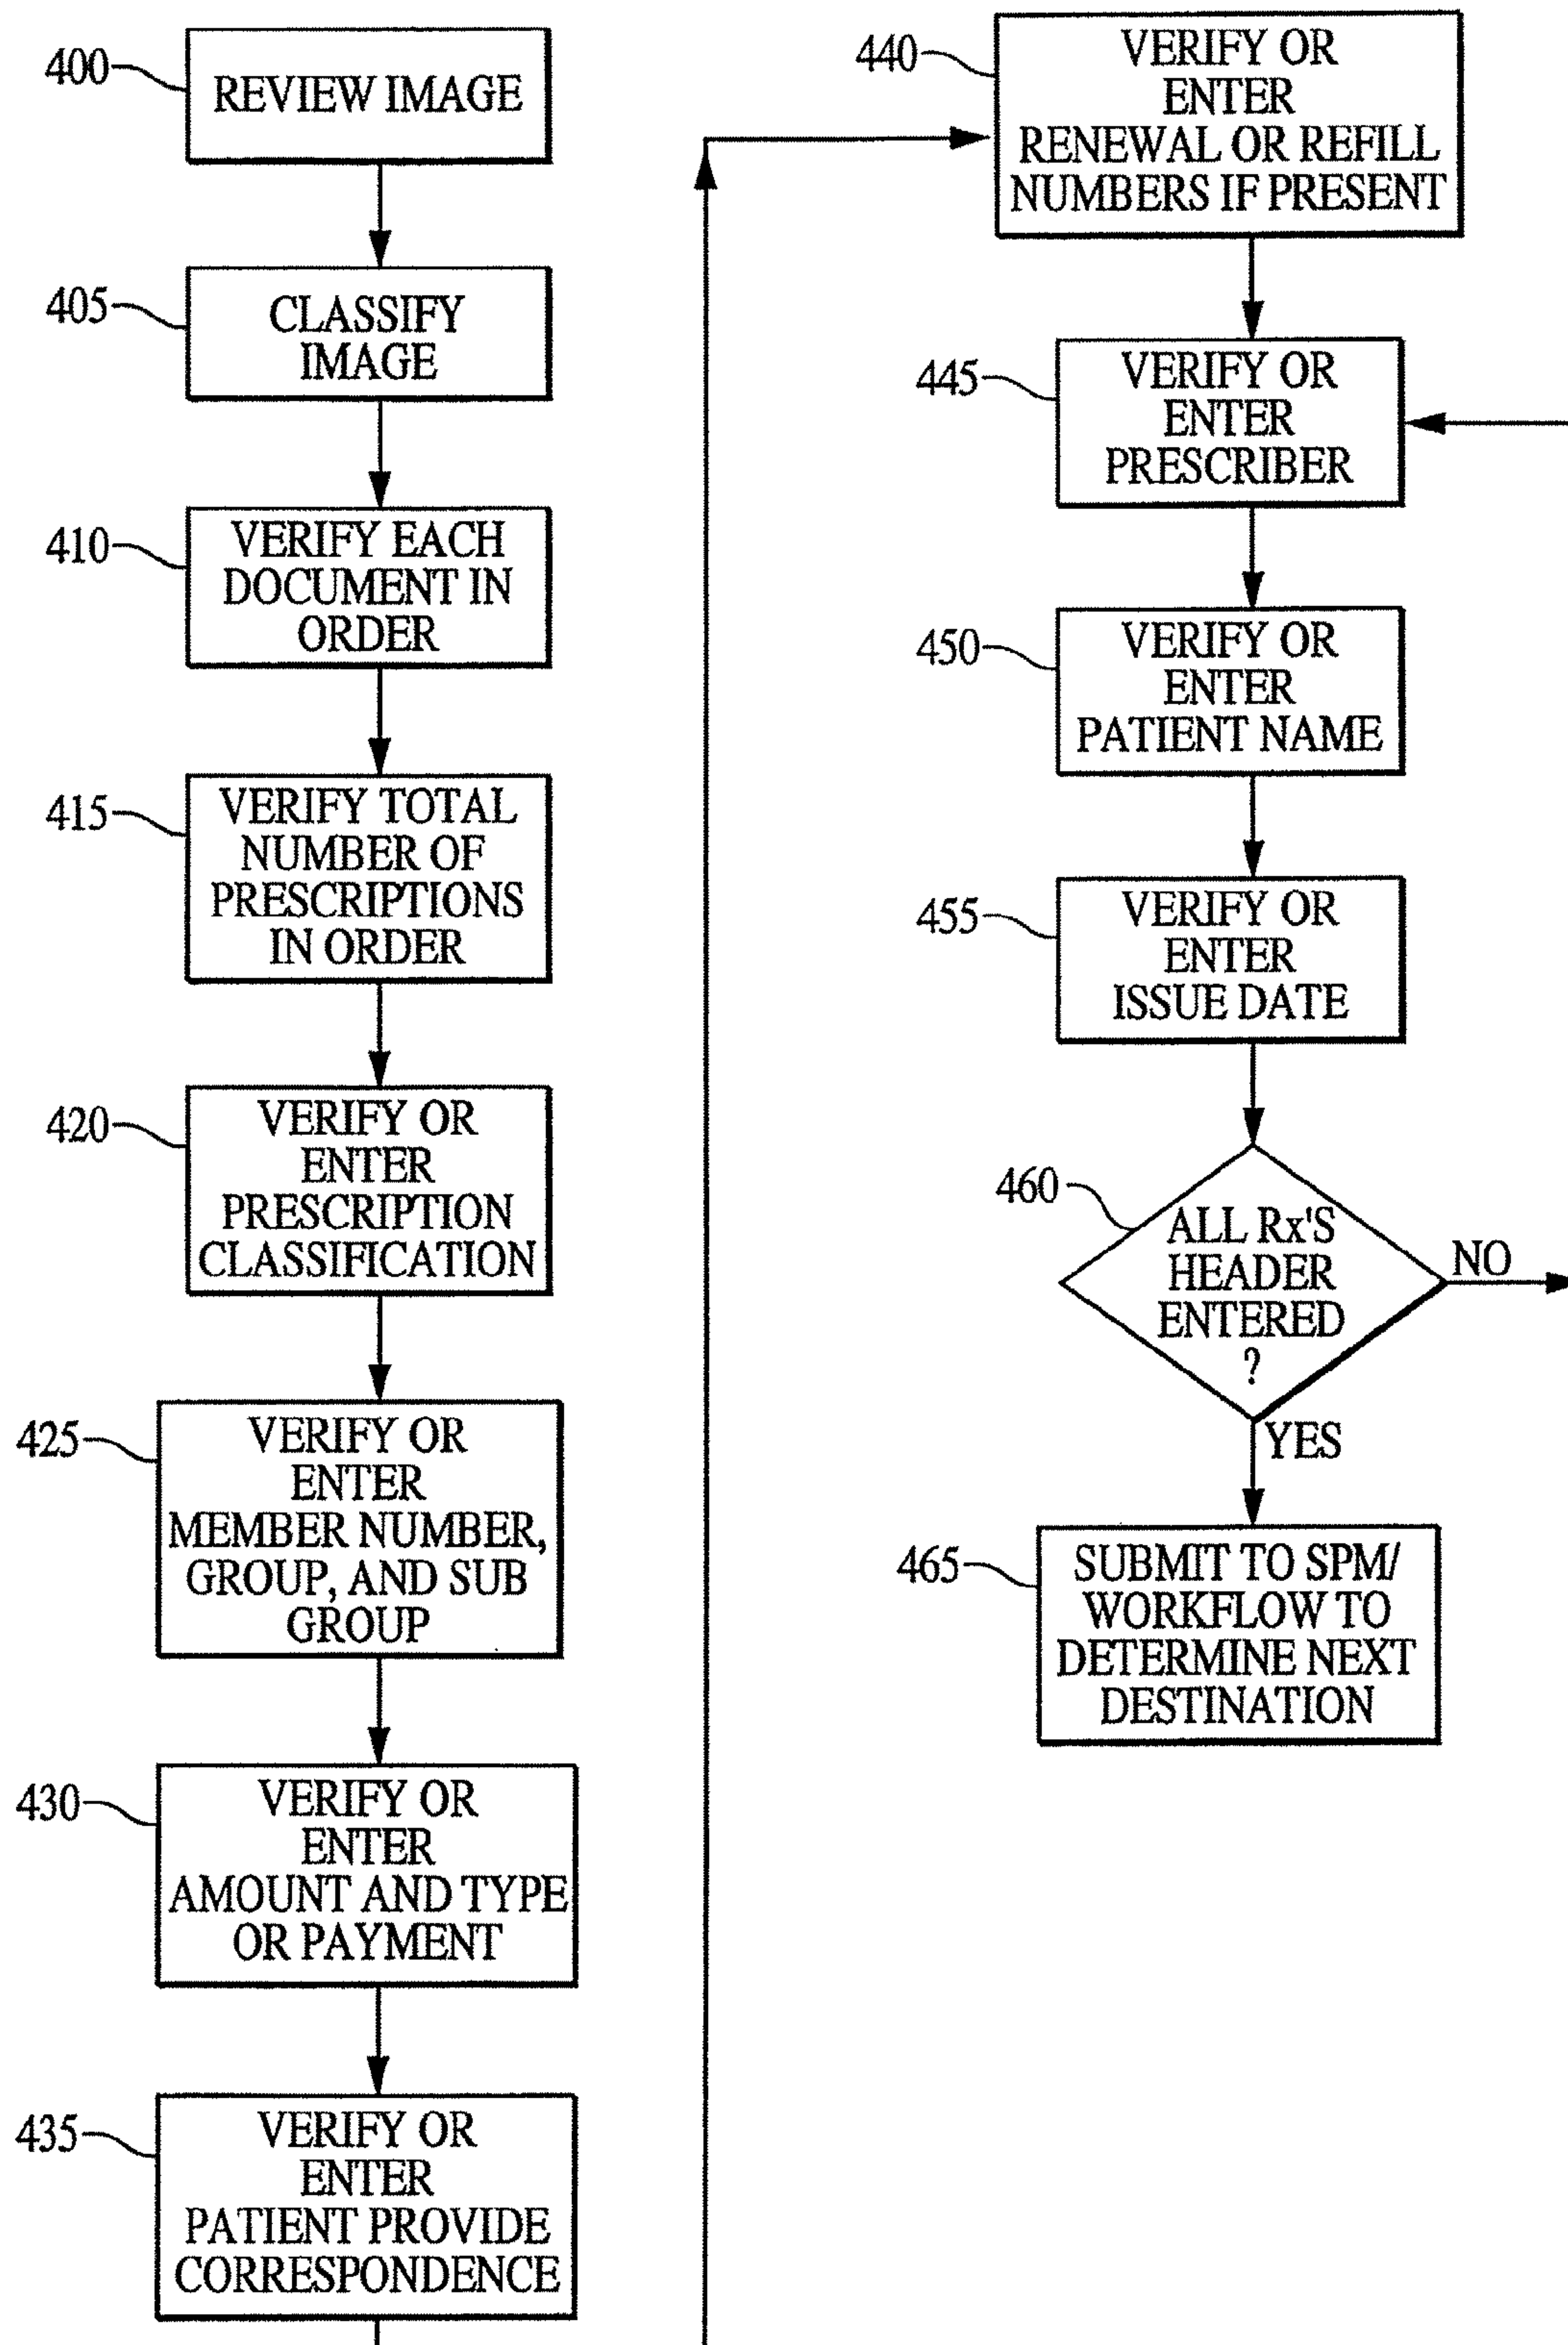 400
REVIEW IMAGE
405
CLASSIFY
IMAGE
410
VERIFY EACH
DOCUMENT IN
ORDER
415
VERIFY TOTAL
NUMBER OF
PRESCRIPTIONS
IN ORDER
420
VERIFY OR
ENTER
PRESCRIPTION
CLASSIFICATION
425
VERIFY OR
ENTER
MEMBER NUMBER,
GROUP, AND SUB
GROUP
430
VERIFY OR
ENTER
AMOUNT AND TYPE
OR PAYMENT
435
VERIFY OR
ENTER
PATIENT PROVIDE
CORRESPONDENCE
440
VERIFY OR
ENTER
RENEWAL OR REFILL
NUMBERS IF PRESENT
445
VERIFY OR
ENTER
PRESCRIBER
450
VERIFY OR
ENTER
PATIENT NAME
455
VERIFY OR
ENTER
ISSUE DATE
460
ALL Rx'S
HEADER
ENTERED
?
NO
YES
465
SUBMIT TO SPM/
WORKFLOW TO
DETERMINE NEXT
DESTINATION